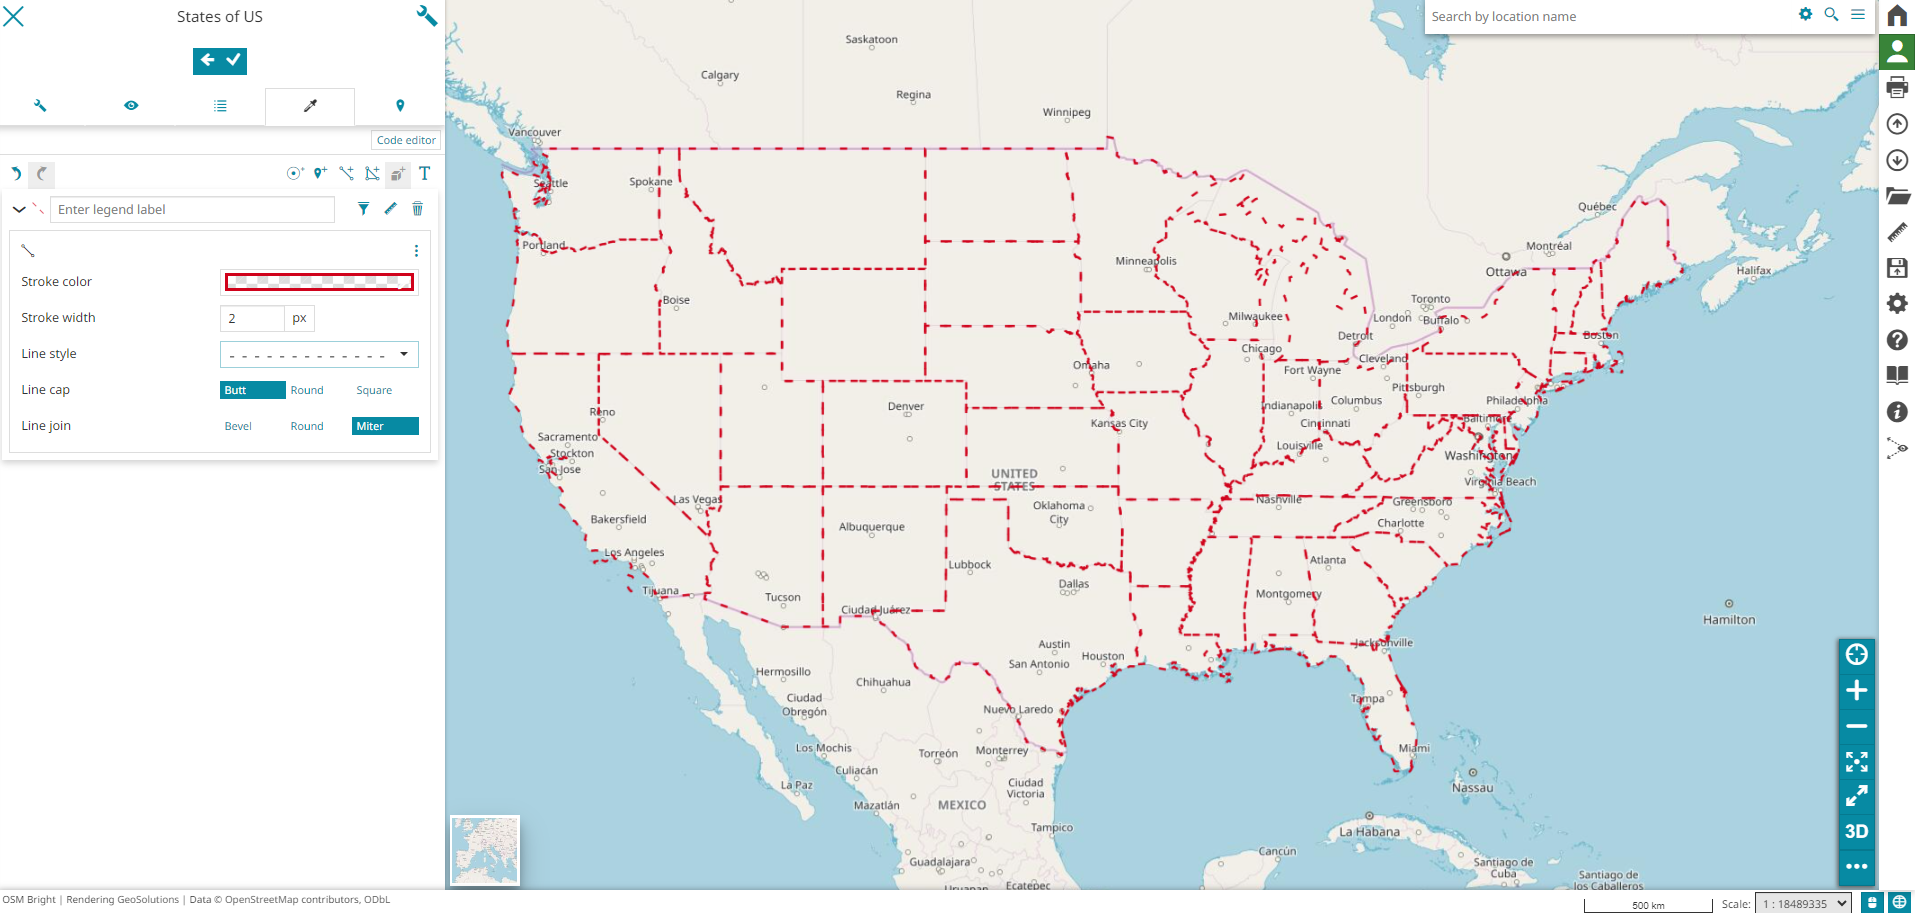 States of US
Code editor
T
Enter legend label
Stroke color
Stroke width
2
px
Line style
Line cap
Butt
Round
Square
Line join
Bevel
Round
Miter
Search by location name
Saskatoon
Calgary
Regina
Winnipeg
Vancouver
Seattle
Spokane
Portland
Boise
Minneapolis
Québec
Montréal
Ottawa
Halifax
Toronto
London
Buffalo
Milwaukee
Detroit
Boston
Chicago
Cleveland
Omaha
Fort Wayne
Pittsburgh
Philadelphia
Reno
Denver
Indianapolis
Columbus
Baltimore
Sacramento
Kansas City
Cincinnati
Stockton
Louisville
Washington
San Jose
UNITED
STATES
Virginia Beach
Las Vegas
Nashville
Greensboro
Oklahoma
City
Bakersfield
Albuquerque
Charlotte
Los Angeles
Lubbock
Atlanta
Dallas
Tijuana
Tucson
Montgomery
Ciudad Juárez
Hamilton
Austin
Jacksonville
Houston
San Antonio
Hermosillo
Chihuahua
Ciudad
Obregón
Tampa
Nuevo Laredo
Los Mochis
Torreón
Monterrey
Miami
Culiacán
La Paz
Ciudad
Victoria
Nassau
Mazatlán
MEXICO
Tampico
La Habana
3D
Cancún
Guadalajara
Santiago de
Cuba
Santiago de
los Caballeros
Uruapan
Ecatepec
OSM Bright | Rendering GeoSolutions | Data © OpenStreetMap contributors, ODbL
500 km
Scale:
1 : 18489335